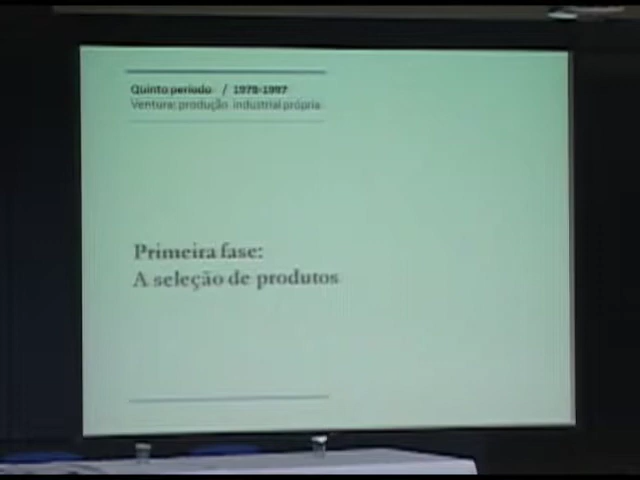 Quinto período / 1978-1997
Ventura: produção industrial própria
Primeira fase:
A seleção de produtos